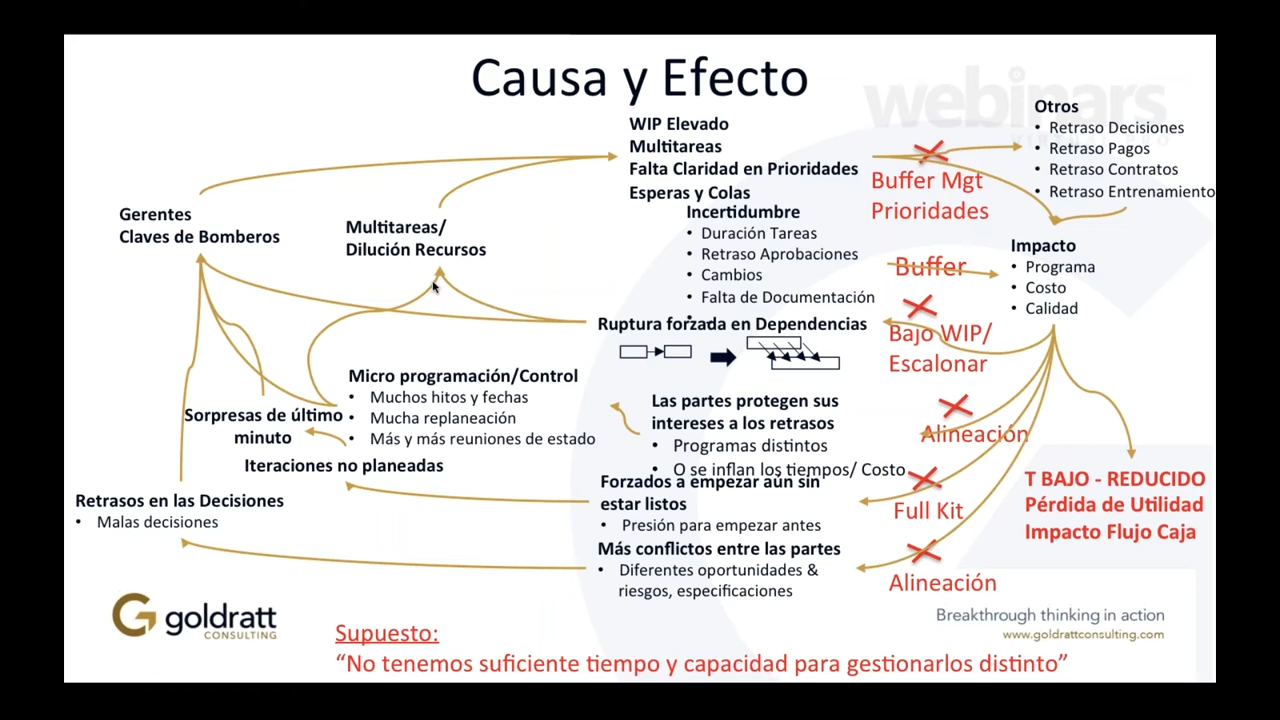 Causa y Efecto
webinars
WIP Elevado
Multitareas
Falta Claridad en Prioridades
Esperas y Colas
Otros
• Retraso Decisiones
• Retraso Pagos
• Retraso Contratos
• Retraso Entrenamiento
Buffer Mgt
Prioridades
Gerentes
Claves de Bomberos
Multitareas/
Dilución Recursos
Incertidumbre
• Duración Tareas
• Retraso Aprobaciones
• Cambios
• Falta de Documentación
Buffer
Impacto
• Programa
• Costo
• Calidad
Ruptura forzada en Dependencias
Bajo WIP/
Escalonar
Micro programación/Control
• Muchos hitos y fechas
• Mucha replaneación
• Más y más reuniones de estado
Las partes protegen sus
intereses a los retrasos
• Programas distintos
• O se inflan los tiempos/ Costo
Alineación
Sorpresas de último
minuto
Iteraciones no planeadas
Retrasos en las Decisiones
• Malas decisiones
Forzados a empezar aún sin
estar listos
• Presión para empezar antes
Full Kit
T BAJO - REDUCIDO
Pérdida de Utilidad
Impacto Flujo Caja
Más conflictos entre las partes
• Diferentes oportunidades &
riesgos, especificaciones
Alineación
goldratt
CONSULTING
Breakthrough thinking in action
www.goldrattconsulting.com
Supuesto:
“No tenemos suficiente tiempo y capacidad para gestionarlos distinto”